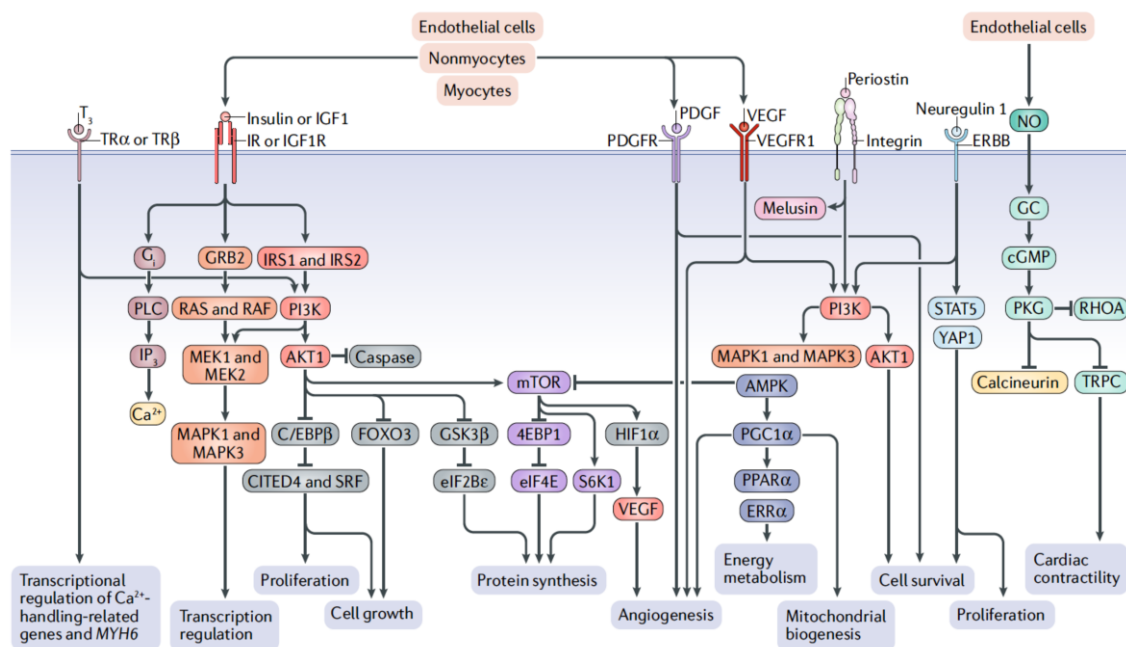 Endothelial cells
Nonmyocytes
Myocytes
Endothelial cells
T3
TRα or TRβ
Insulin or IGF1
IR or IGF1R
PDGF
PDGFR
VEGF
VEGFR1
Periostin
Integrin
Neuregulin 1
ERBB
NO
Melusin
GC
Gi
GRB2
IRS1 and IRS2
cGMP
PLC
RAS and RAF
PI3K
PI3K
STAT5
PKG
RHOA
YAP1
IP3
MEK1 and
MEK2
AKT1
Caspase
MAPK1 and MAPK3
AKT1
mTOR
AMPK
Calcineurin
TRPC
Ca2+
MAPK1 and
MAPK3
C/EBPβ
FOXO3
GSK3β
4EBP1
HIF1α
PGC1α
CITED4 and SRF
eIF2Bε
eIF4E
S6K1
PPARα
VEGF
ERRα
Transcriptional
regulation of Ca2+-
handling-related
genes and MYH6
Transcription
regulation
Proliferation
Cell growth
Protein synthesis
Angiogenesis
Energy
metabolism
Mitochondrial
biogenesis
Cell survival
Proliferation
Cardiac
contractility